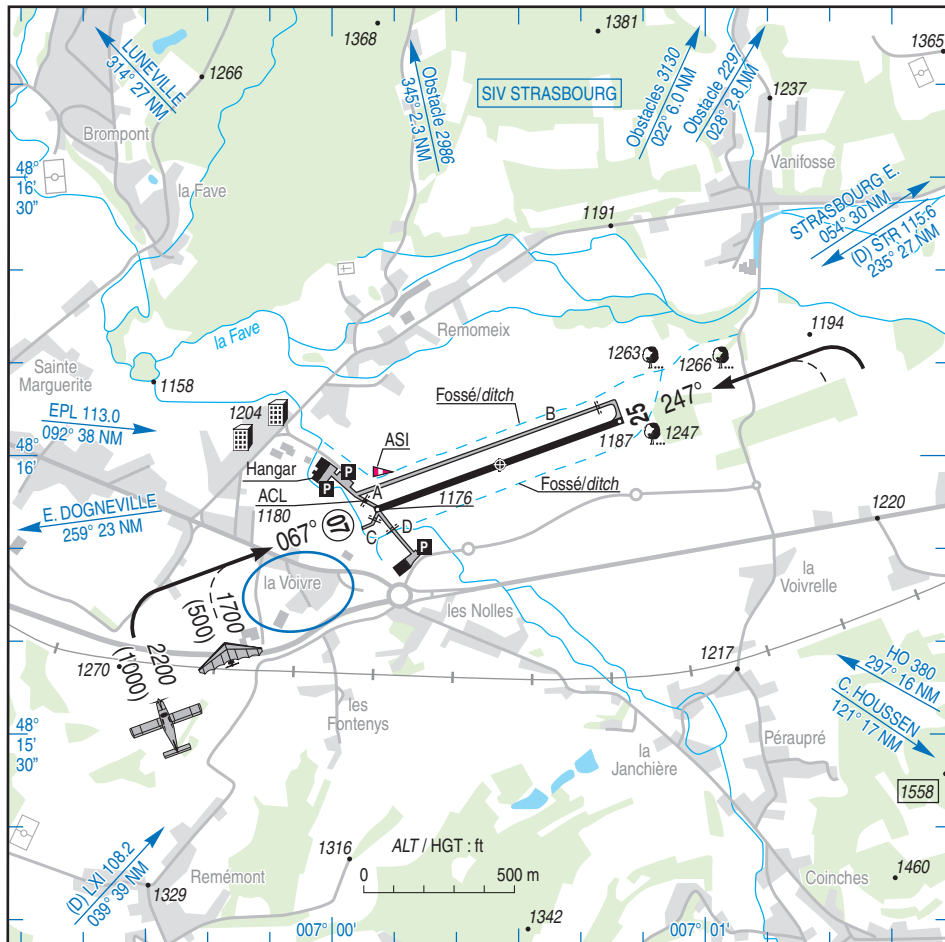 1368
1381
1365
LUNEVILLE
314° 27 NM
1266
Obstacle 2986
345° 2.3 NM
SIV STRASBOURG
Obstacles 3130
022° 6.0 NM
Obstacle 2297
028° 2.8 NM
1237
Brompont
Vanifosse
48°
16'
30"
la Fave
1191
STRASBOURG E.
054° 30 NM
(D) STR 115.6
235° 27 NM
la Fave
Remomeix
1194
Sainte
Marguerite
1158
1263
1266
EPL 113.0
092° 38 NM
1204
Fossé/ditch
B
25
247°
1187
1247
ASI
48°
16'
Hangar
P
P
A
ACL
1180
1176
Fossé/ditch
E. DOGNEVILLE
259° 23 NM
067°
07
C
D
P
1220
la Voivre
la
Voivrelle
1700
(500)
les Nolles
2200
(1000)
1270
1217
HO 380
297° 16 NM
C. HOUSSEN
121° 17 NM
les
Fontenys
48°
15'
30"
la
Janchière
Péraupré
1558
(D) LXI 108.2
039° 39 NM
1316
ALT / HGT : ft
0 500 m
1329
Remémont
1460
Coinches
1342
007° 00'
007° 01'